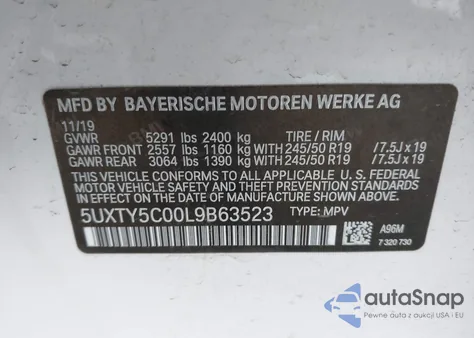 MFD BY BAYERISCHE MOTOREN WERKE AG
11/19
GVWR 5291 lbs 2400 kg TIRE / RIM
GAWR FRONT 2557 lbs 1160 kg WITH 245/50 R19 / 7.5J x 19
GAWR REAR 3064 lbs 1390 kg WITH 245/50 R19 / 7.5J x 19
THIS VEHICLE CONFORMS TO ALL APPLICABLE U.S. FEDERAL
MOTOR VEHICLE SAFETY AND THEFT PREVENTION STANDARDS
IN EFFECT ON THE DATE OF MANUFACTURE SHOWN ABOVE.
5UXTY5C00L9B63523 TYPE: MPV
A96M
7 320 730
autoSnap
Pewne auta z USA i EU